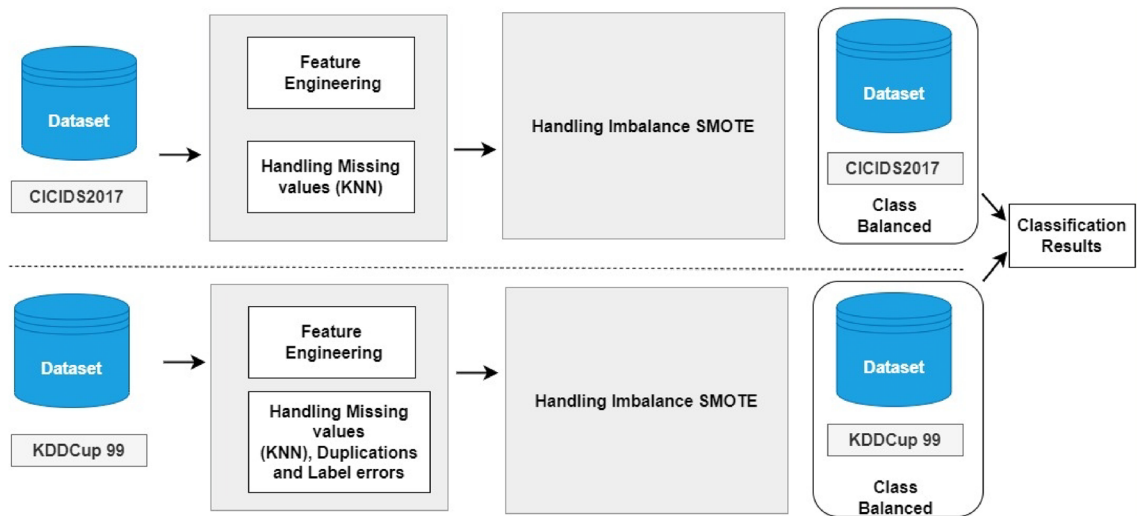 Dataset
CICIDS2017
Feature
Engineering
Handling Missing
values (KNN)
Handling Imbalance SMOTE
Dataset
CICIDS2017
Class
Balanced
Classification
Results
Dataset
KDDCup 99
Feature
Engineering
Handling Missing
values
(KNN), Duplications
and Label errors
Handling Imbalance SMOTE
Dataset
KDDCup 99
Class
Balanced